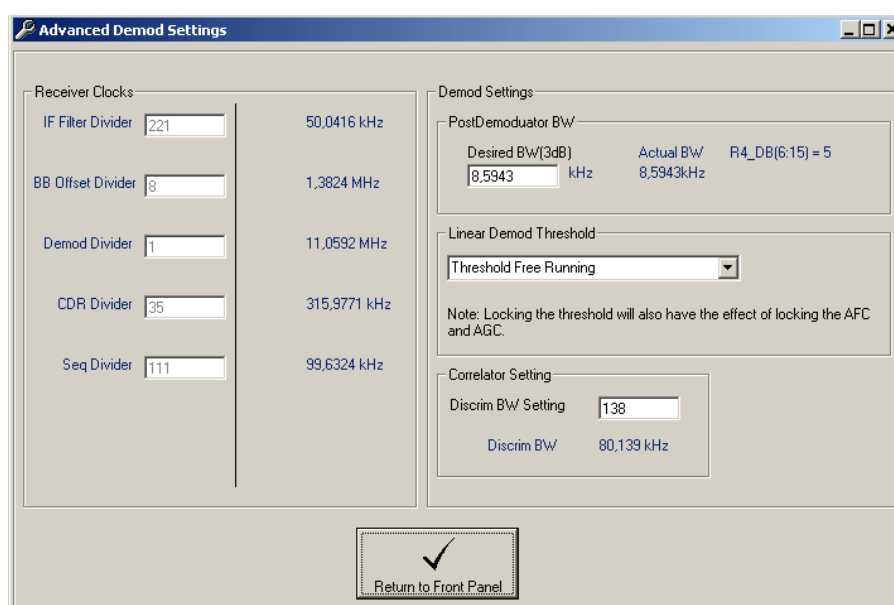 Advanced Demod Settings
Receiver Clocks
IF Filter Divider 221 50,0416 kHz
BB Offset Divider 8 1,3824 MHz
Demod Divider 1 11,0592 MHz
CDR Divider 35 315,9771 kHz
Seq Divider 111 99,6324 kHz
Demod Settings
PostDemoduator BW
Desired BW(3dB) Actual BW R4_DB(6:15) = 5
8,5943 kHz 8,5943kHz
Linear Demod Threshold
Threshold Free Running
Note: Locking the threshold will also have the effect of locking the AFC
and AGC.
Correlator Setting
Discrim BW Setting 138
Discrim BW 80,139 kHz
Return to Front Panel